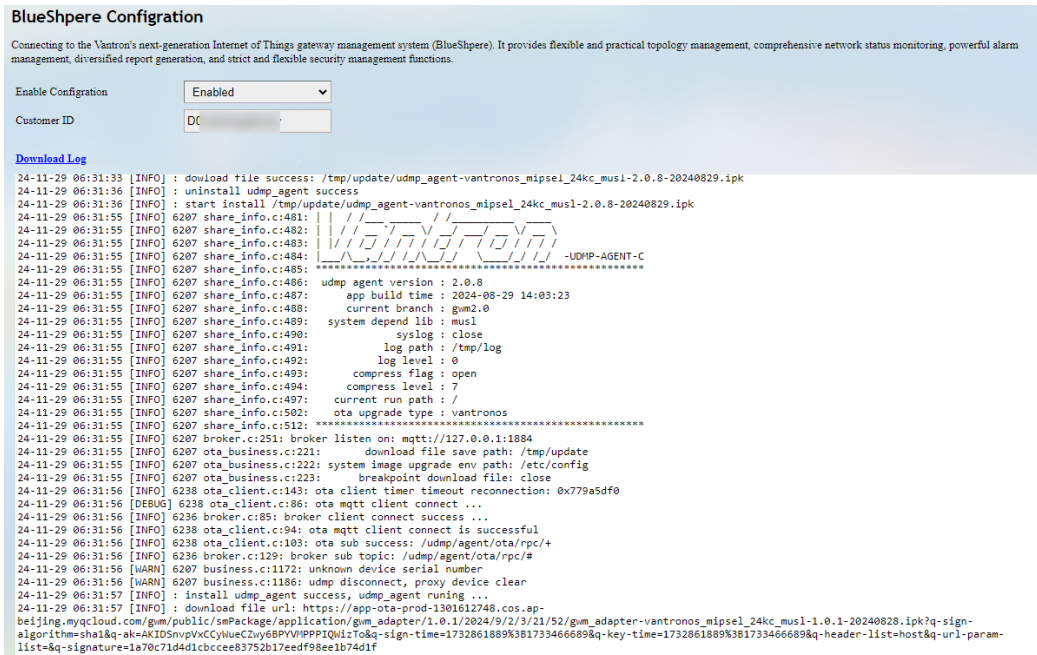 BlueShpere Configration
Connecting to the Vantron's next-generation Internet of Things gateway management system (BlueShpere). It provides flexible and practical topology management, comprehensive network status monitoring, powerful alarm
management, diversified report generation, and strict and flexible security management functions.
Enable Configration
Enabled
Customer ID
Download Log
24-11-29 06:31:33 [INFO] : dowload file success: /tmp/update/udmp_agent-vantronos_mipsel_24kc_musl-2.0.8-20240829.ipk
24-11-29 06:31:36 [INFO] : uninstall udmp_agent success
24-11-29 06:31:36 [INFO] : start install /tmp/update/udmp_agent-vantronos_mipsel_24kc_musl-2.0.8-20240829.ipk
24-11-29 06:31:55 [INFO] 6207 share_info.c:481:
24-11-29 06:31:55 [INFO] 6207 share_info.c:482:
24-11-29 06:31:55 [INFO] 6207 share_info.c:483:
24-11-29 06:31:55 [INFO] 6207 share_info.c:484: -UDMP-AGENT-C
24-11-29 06:31:55 [INFO] 6207 share_info.c:485: ****************************************************
24-11-29 06:31:55 [INFO] 6207 share_info.c:486: udmp agent version : 2.0.8
24-11-29 06:31:55 [INFO] 6207 share_info.c:487: app build time : 2024-08-29 14:03:23
24-11-29 06:31:55 [INFO] 6207 share_info.c:488: current branch : gwm2.0
24-11-29 06:31:55 [INFO] 6207 share_info.c:489: system depend lib : musl
24-11-29 06:31:55 [INFO] 6207 share_info.c:490: syslog : close
24-11-29 06:31:55 [INFO] 6207 share_info.c:491: log path : /tmp/log
24-11-29 06:31:55 [INFO] 6207 share_info.c:492: log level : 0
24-11-29 06:31:55 [INFO] 6207 share_info.c:493: compress flag : open
24-11-29 06:31:55 [INFO] 6207 share_info.c:494: compress level : 7
24-11-29 06:31:55 [INFO] 6207 share_info.c:497: current run path : /
24-11-29 06:31:55 [INFO] 6207 share_info.c:502: ota upgrade type : vantronos
24-11-29 06:31:55 [INFO] 6207 share_info.c:512: ****************************************************
24-11-29 06:31:55 [INFO] 6207 broker.c:251: broker listen on: mqtt://127.0.0.1:1884
24-11-29 06:31:55 [INFO] 6207 ota_business.c:221: download file save path: /tmp/update
24-11-29 06:31:55 [INFO] 6207 ota_business.c:222: system image upgrade env path: /etc/config
24-11-29 06:31:55 [INFO] 6207 ota_business.c:223: breakpoint download file: close
24-11-29 06:31:56 [INFO] 6238 ota_client.c:143: ota client timer timeout reconnection: 0x779a5df0
24-11-29 06:31:56 [DEBUG] 6238 ota_client.c:86: ota mqtt client connect ...
24-11-29 06:31:56 [INFO] 6236 broker.c:85: broker client connect success ...
24-11-29 06:31:56 [INFO] 6238 ota_client.c:94: ota mqtt client connect is successful
24-11-29 06:31:56 [INFO] 6238 ota_client.c:103: ota sub success: /udmp/agent/ota/rpc/+
24-11-29 06:31:56 [INFO] 6236 broker.c:129: broker sub topic: /udmp/agent/ota/rpc/#
24-11-29 06:31:56 [WARN] 6207 business.c:1172: unknown device serial number
24-11-29 06:31:56 [WARN] 6207 business.c:1186: udmp disconnect, proxy device clear
24-11-29 06:31:57 [INFO] : install udmp_agent success, udmp_agent runing ...
24-11-29 06:31:57 [INFO] : download file url: https://app-ota-prod-1301612748.cos.ap-
beijing.myqcloud.com/gwm/public/smPackage/application/gwm_adapter/1.0.1/2024/9/2/3/21/52/gwm_adapter-vantronos_mipsel_24kc_musl-1.0.1-20240828.ipk?q-sign-
algorithm=sha1&q-ak=AKIDSnvpVxCCyWueCZwy6BPYVMPPPIQWizTo&q-sign-time=1732861889%3B1733466689&q-key-time=1732861889%3B1733466689&q-header-list=host&q-url-param-
list=&q-signature=1a70c71d4d1cbccee83752b17eedf98ee1b74d1f